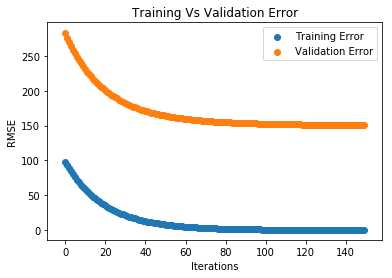 Training Vs Validation Error
Training Error
Validation Error
RMSE
250
200
150
100
50
0
0 20 40 60 80 100 120 140
Iterations